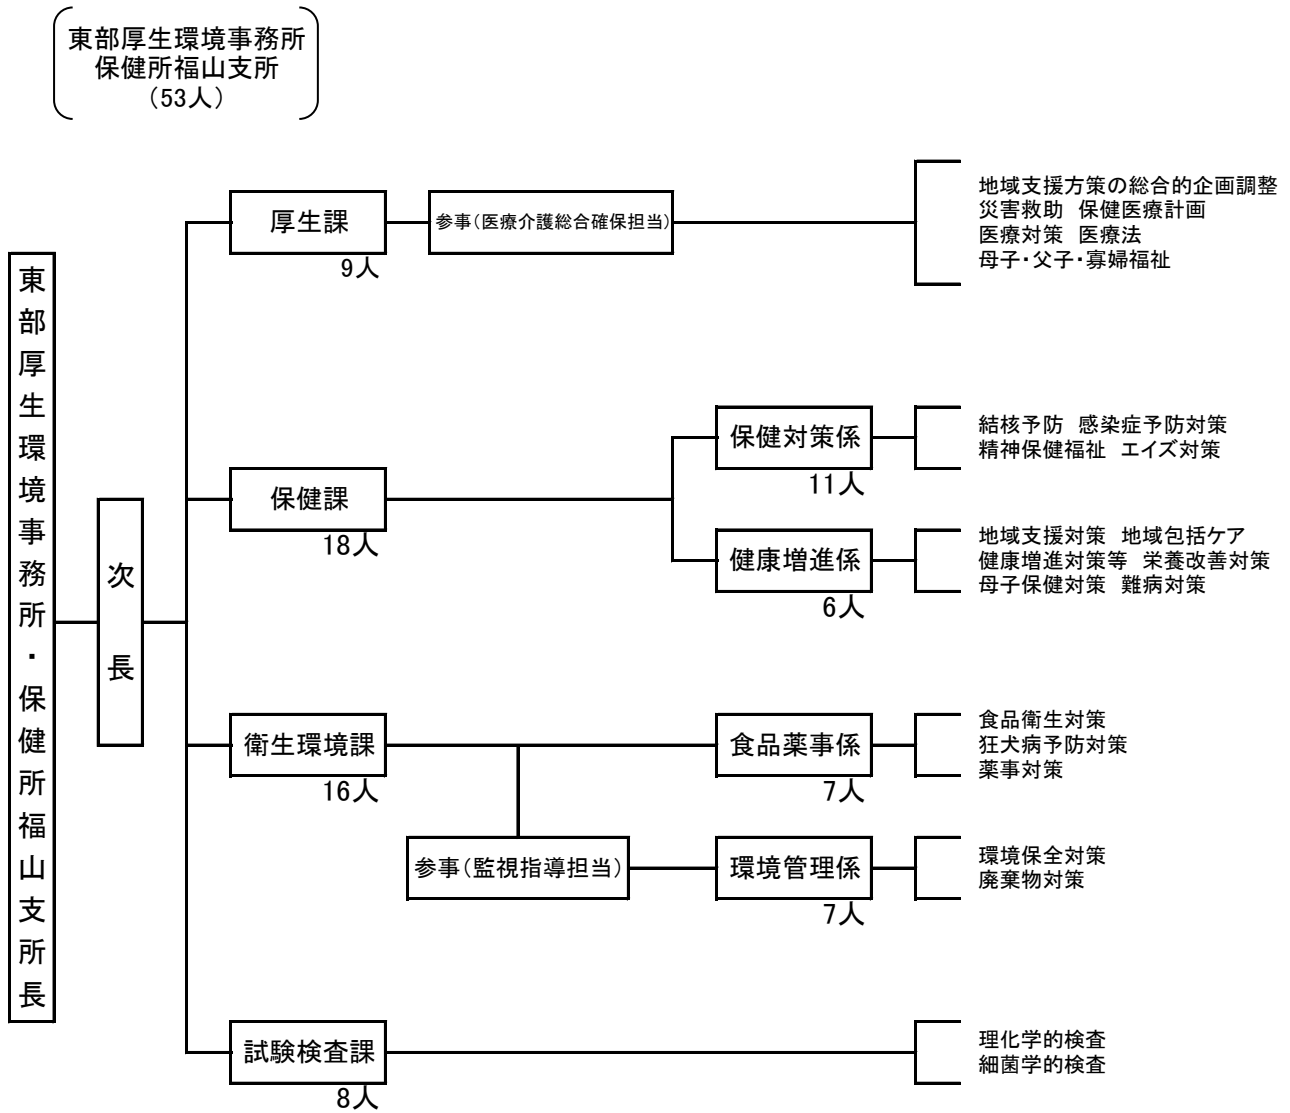 東部厚生環境事務所
保健所福山支所
（53人）
東部厚生環境事務所・保健所福山支所長
次長
厚生課
9人
参事（医療介護総合確保担当）
地域支援方策の総合的企画調整
災害救助　保健医療計画
医療対策　医療法
母子・父子・寡婦福祉
保健課
18人
保健対策係
11人
結核予防　感染症予防対策
精神保健福祉　エイズ対策
健康増進係
6人
地域支援対策　地域包括ケア
健康増進対策等　栄養改善対策
母子保健対策　難病対策
衛生環境課
16人
食品薬事係
7人
食品衛生対策
狂犬病予防対策
薬事対策
参事（監視指導担当）
環境管理係
7人
環境保全対策
廃棄物対策
試験検査課
8人
理化学的検査
細菌学的検査